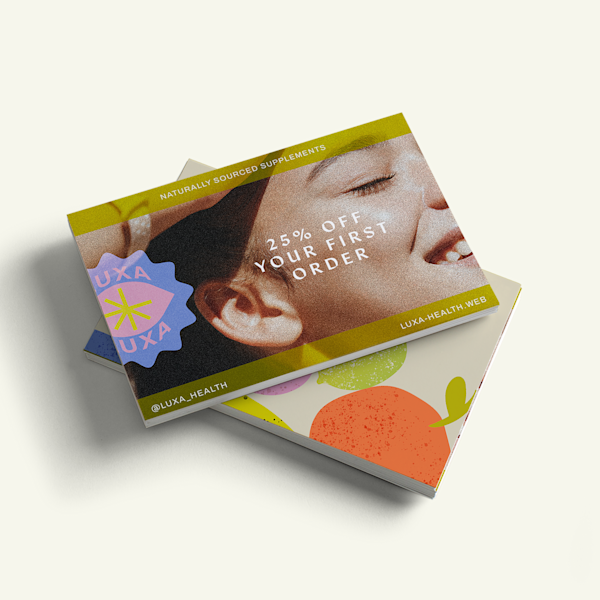 NATURALLY SOURCED SUPPLEMENTS
25% OFF
YOUR FIRST
ORDER
LUXA
LUXA
LUXA-HEALTH.WEB
@LUXA_HEALTH